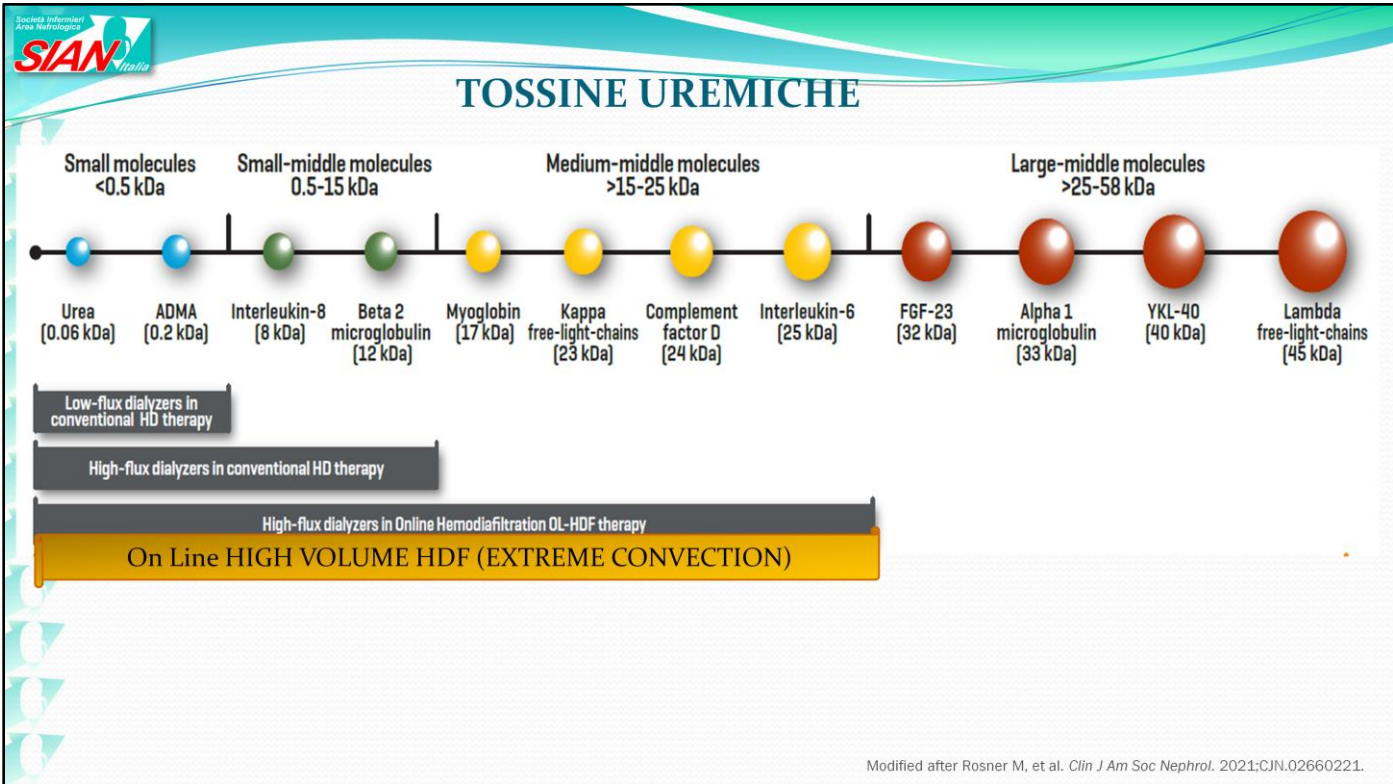 Società Infermieri
Area Nefrologica
SIAN Italia
TOSSINE UREMICHE
Small molecules
<0.5 kDa
Small-middle molecules
0.5-15 kDa
Medium-middle molecules
>15-25 kDa
Large-middle molecules
>25-58 kDa
Urea
(0.06 kDa)
ADMA
(0.2 kDa)
Interleukin-8
(8 kDa)
Beta 2
microglobulin
(12 kDa)
Myoglobin
(17 kDa)
Kappa
free-light-chains
(23 kDa)
Complement
factor D
(24 kDa)
Interleukin-6
(25 kDa)
FGF-23
(32 kDa)
Alpha 1
microglobulin
(33 kDa)
YKL-40
(40 kDa)
Lambda
free-light-chains
(45 kDa)
Low-flux dialyzers in
conventional HD therapy
High-flux dialyzers in conventional HD therapy
High-flux dialyzers in Online Hemodiafiltration OL-HDF therapy
On Line HIGH VOLUME HDF (EXTREME CONVECTION)
Modified after Rosner M, et al. Clin J Am Soc Nephrol. 2021;CJN.02660221.